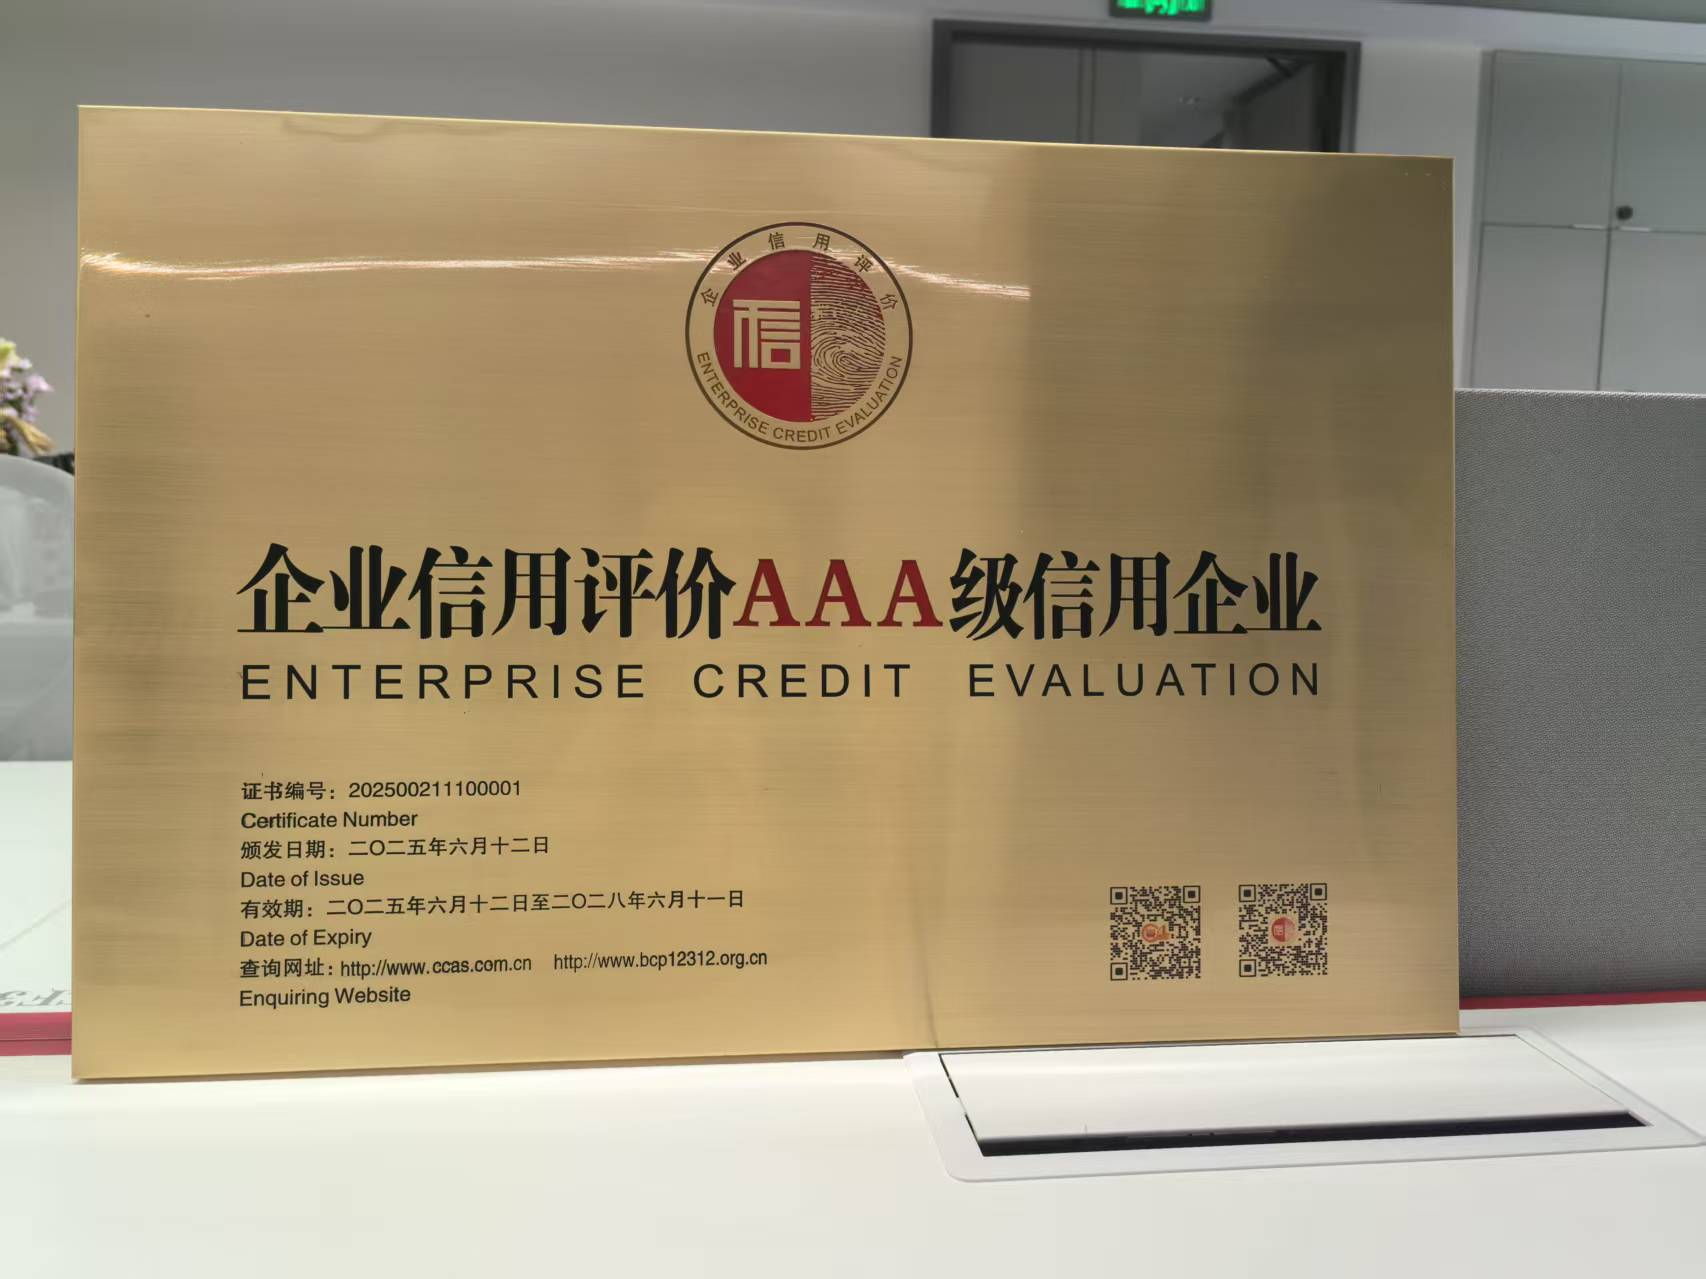 企业信用评价
信
ENTERPRISE CREDIT EVALUATION
企业信用评价AAA级信用企业
ENTERPRISE CREDIT EVALUATION
证书编号：202500211100001
Certificate Number
颁发日期：二〇二五年六月十二日
Date of Issue
有效期：二〇二五年六月十二日至二〇二八年六月十一日
Date of Expiry
查询网址：http://www.ccas.com.cn http://www.bcp12312.org.cn
Enquiring Website